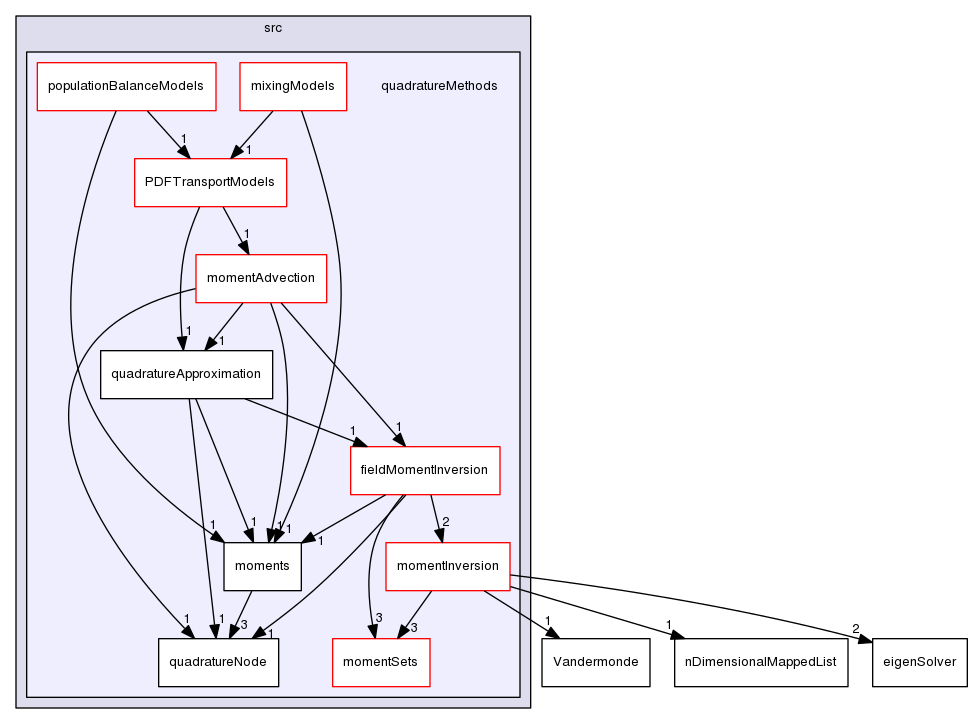 src
populationBalanceModels
mixingModels
quadratureMethods
1
1
PDFTransportModels
1
momentAdvection
1
1
quadratureApproximation
1
1
fieldMomentInversion
1
1
1
1
1
2
moments
momentInversion
1
1
3
1
3
3
1
1
2
quadratureNode
momentSets
Vandermonde
nDimensionalMappedList
eigenSolver